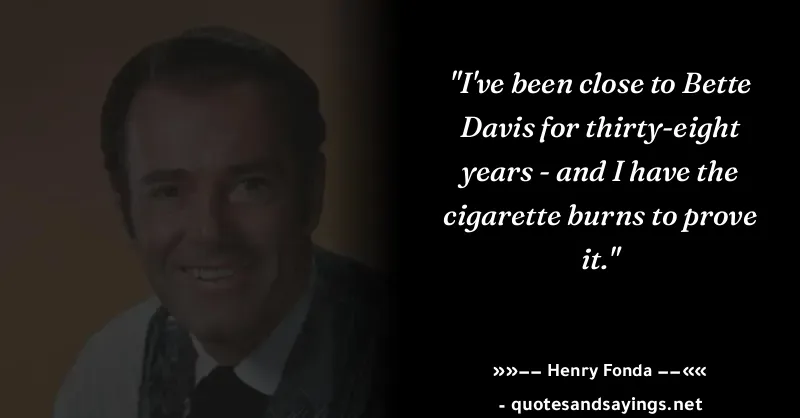 "I've been close to Bette
Davis for thirty-eight
years - and I have the
cigarette burns to prove
it."
»»–– Henry Fonda ––««
- quotesandsayings.net